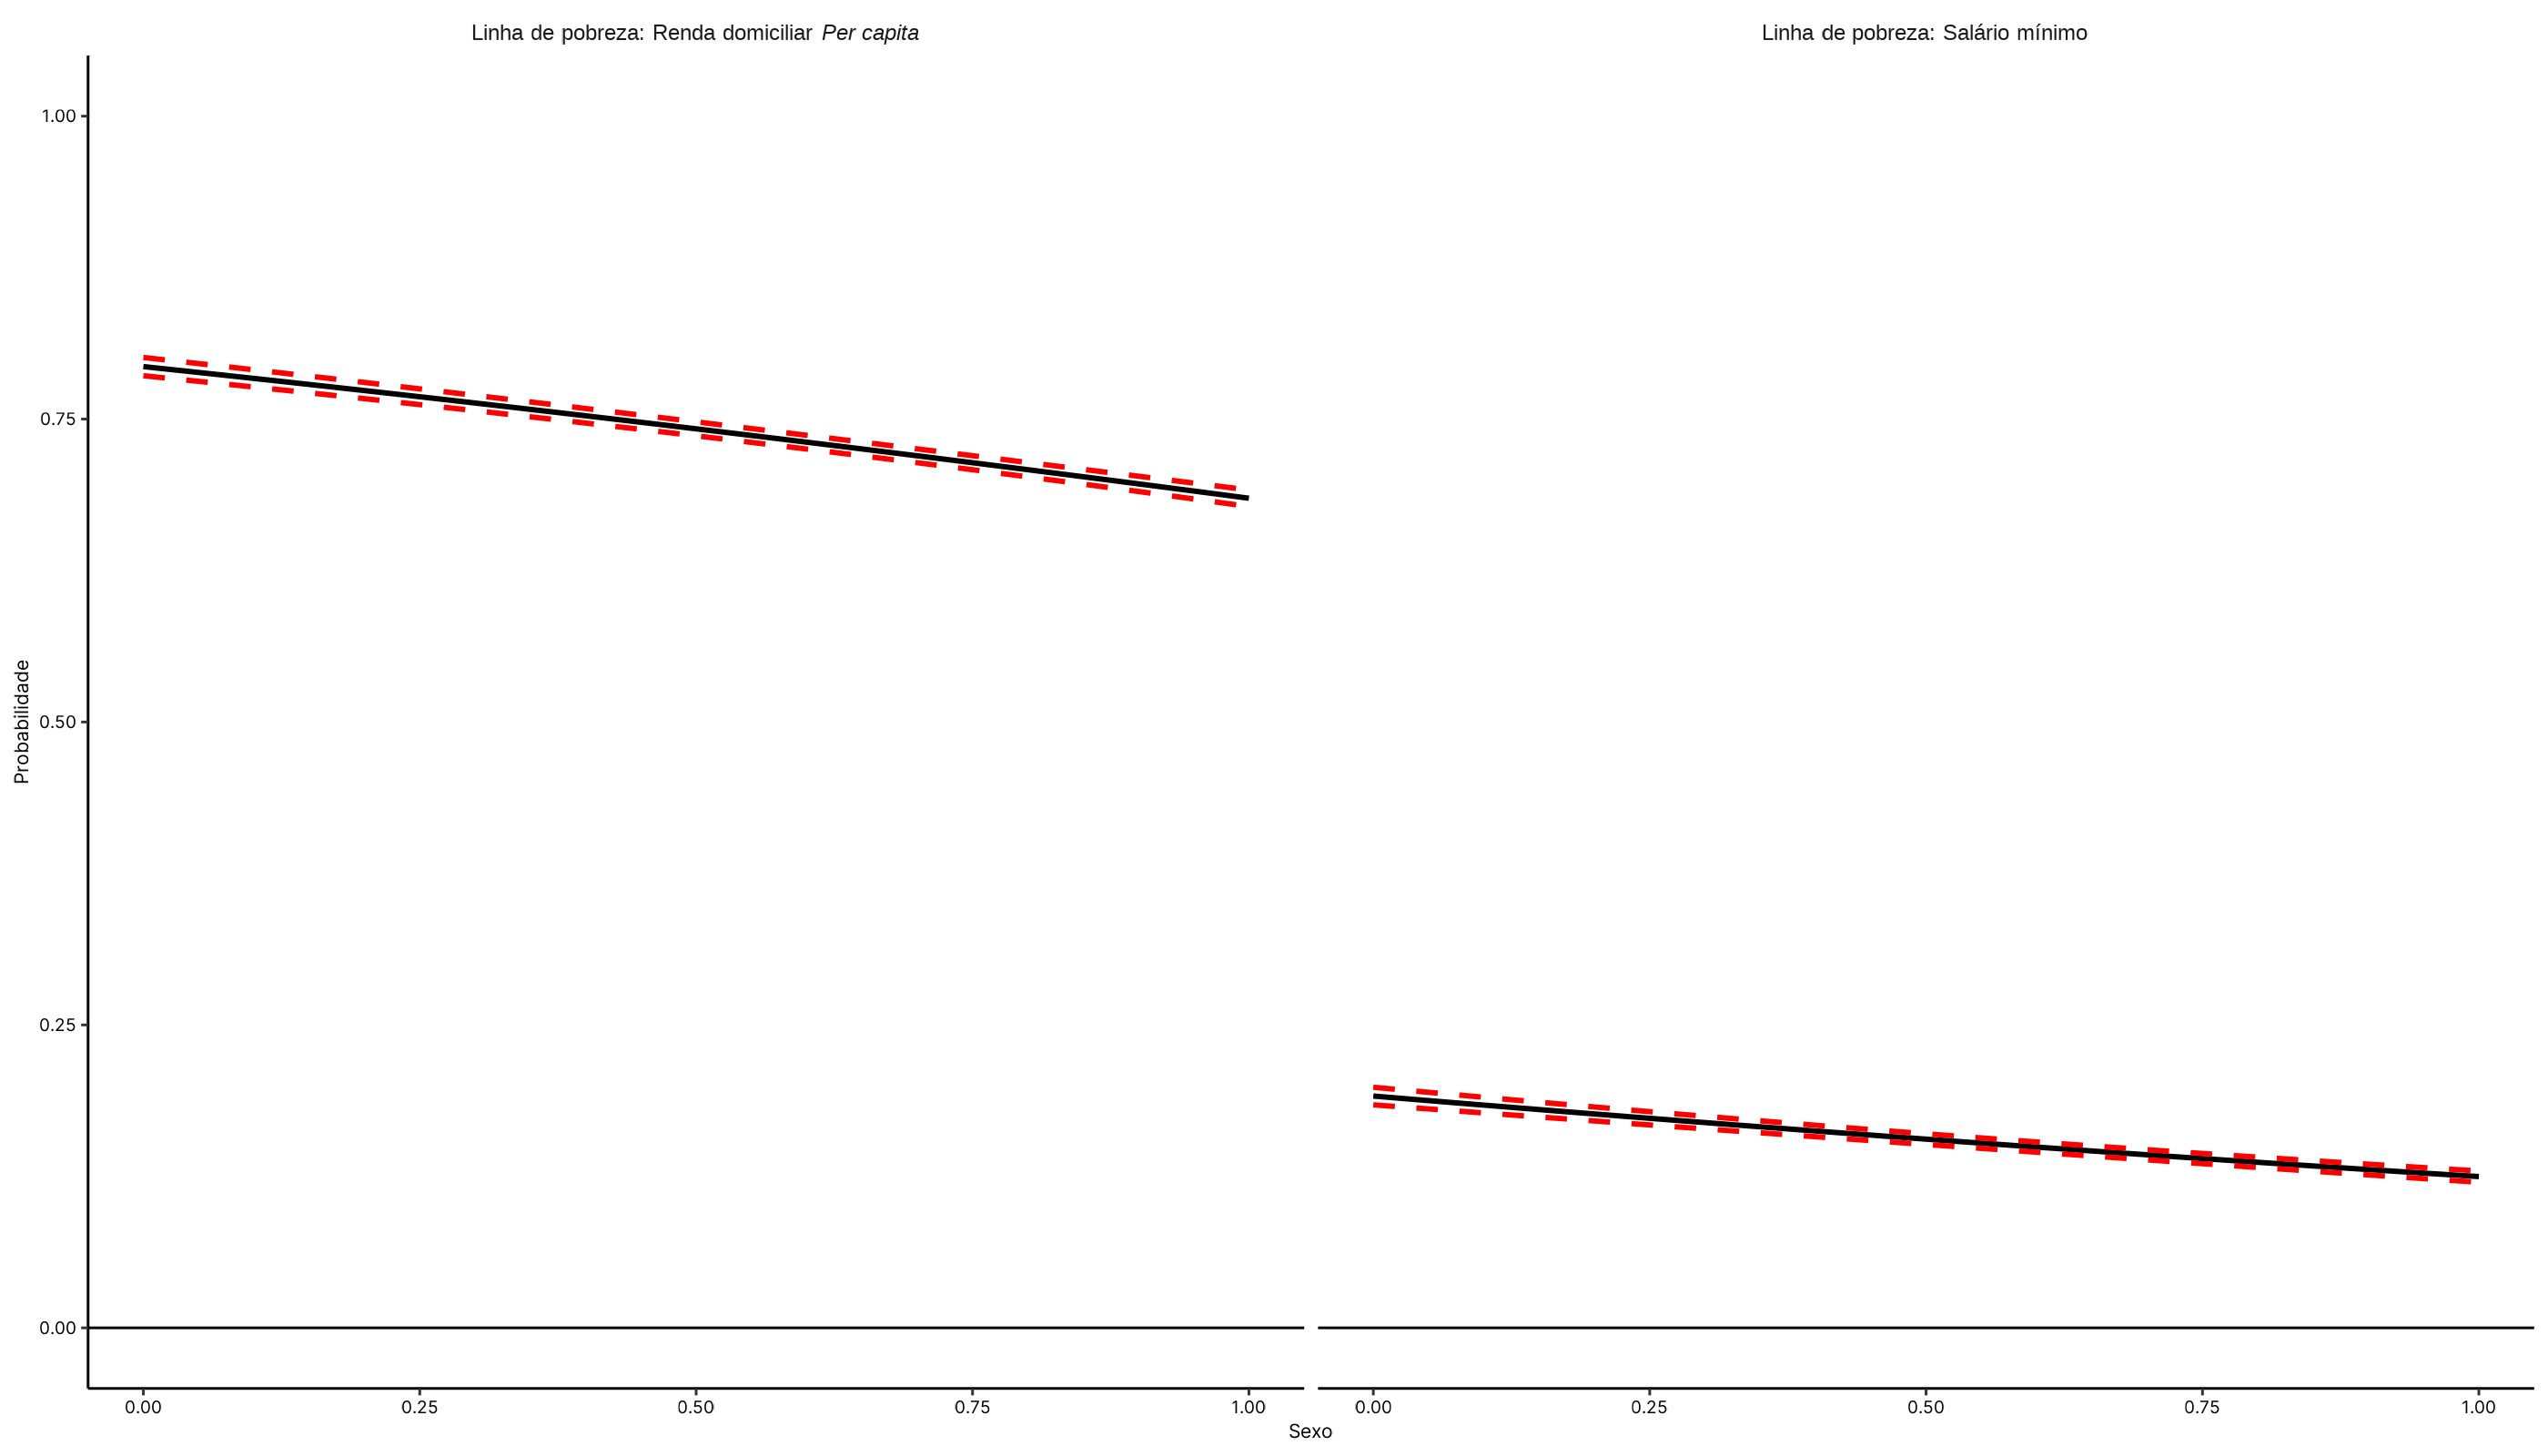 Linha de pobreza: Renda domiciliar Per capita
Linha de pobreza: Salário mínimo
1.00
0.75
0.50
0.25
0.00
Probabilidade
0.00 0.25 0.50 0.75 1.00
0.00 0.25 0.50 0.75 1.00
Sexo